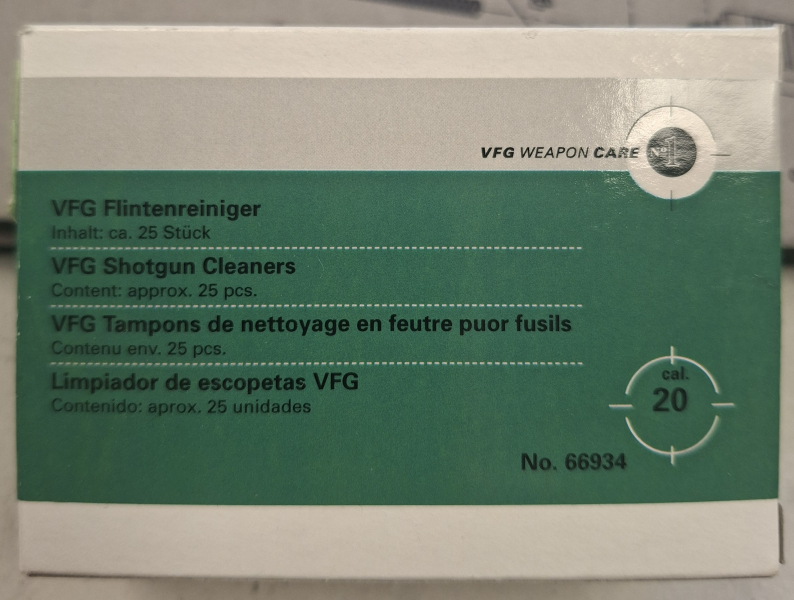 VFG WEAPON CARE Nº1
VFG Flintenreiniger
Inhalt: ca. 25 Stück
VFG Shotgun Cleaners
Content: approx. 25 pcs.
VFG Tampons de nettoyage en feutre puor fusils
Contenu env. 25 pcs.
Limpiador de escopetas VFG
Contenido: aprox. 25 unidades
cal.
20
No. 66934